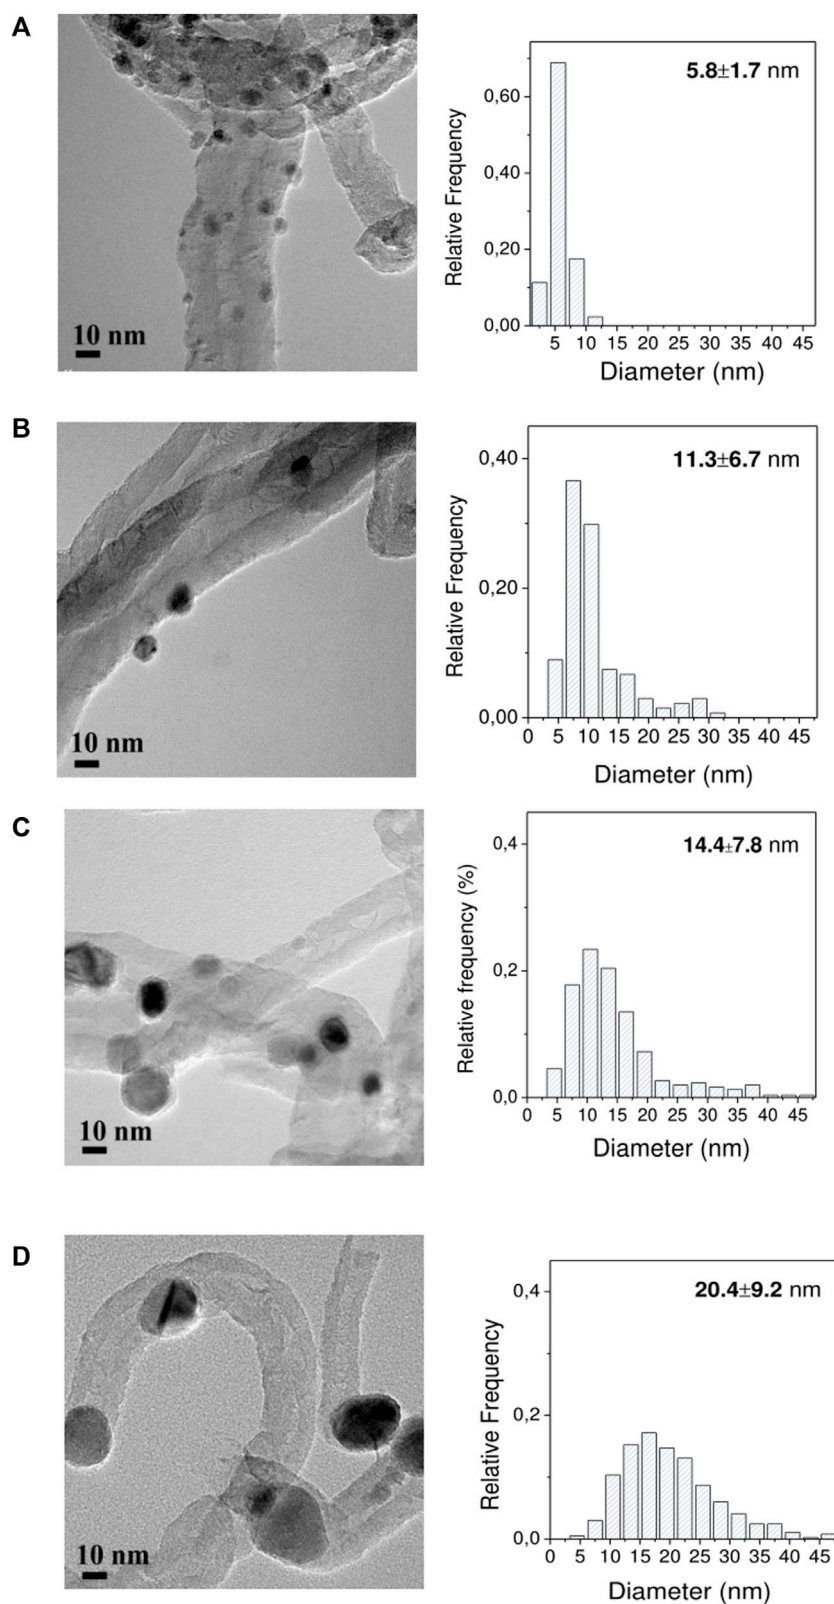 A
10 nm
5.8±1.7 nm
Relative Frequency
0,60
0,40
0,20
0,00
5 10 15 20 25 30 35 40 45
Diameter (nm)
B
10 nm
11.3±6.7 nm
Relative Frequency
0,40
0,20
0,00
0 5 10 15 20 25 30 35 40 45
Diameter (nm)
C
10 nm
14.4±7.8 nm
Relative frequency (%)
0,4
0,2
0,0
0 5 10 15 20 25 30 35 40 45
Diameter (nm)
D
10 nm
20.4±9.2 nm
Relative Frequency
0,4
0,2
0,0
0 5 10 15 20 25 30 35 40 45
Diameter (nm)